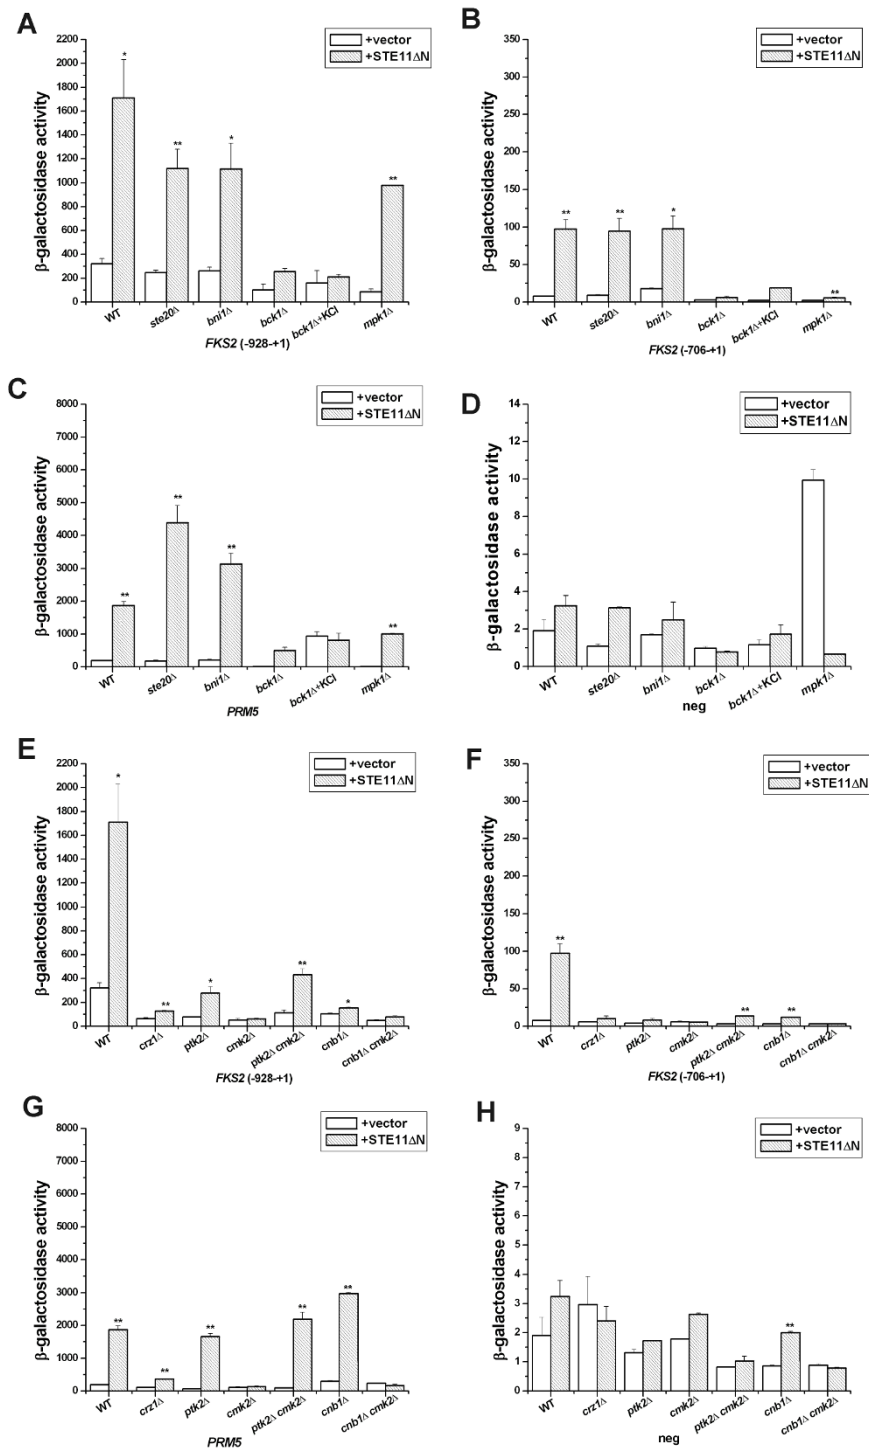 A
β-galactosidase activity
2200
2000
1800
1600
1400
1200
1000
800
600
400
200
0
+vector
+STE11ΔN
*
**
*
**
WT
ste20Δ
bni1Δ
bck1Δ
bck1Δ+KCl
mpk1Δ
FKS2 (-928-+1)
B
β-galactosidase activity
350
300
250
200
150
100
50
0
+vector
+STE11ΔN
**
**
*
**
WT
ste20Δ
bni1Δ
bck1Δ
bck1Δ+KCl
mpk1Δ
FKS2 (-706-+1)
C
β-galactosidase activity
8000
7000
6000
5000
4000
3000
2000
1000
0
+vector
+STE11ΔN
**
**
**
**
WT
ste20Δ
bni1Δ
bck1Δ
bck1Δ+KCl
mpk1Δ
PRM5
D
β-galactosidase activity
14
12
10
8
6
4
2
0
+vector
+STE11ΔN
WT
ste20Δ
bni1Δ
bck1Δ
bck1Δ+KCl
mpk1Δ
neg
E
β-galactosidase activity
2200
2000
1800
1600
1400
1200
1000
800
600
400
200
0
+vector
+STE11ΔN
*
**
*
**
*
WT
crz1Δ
ptk2Δ
cmk2Δ
ptk2Δ cmk2Δ
cnb1Δ
cnb1Δ cmk2Δ
FKS2 (-928-+1)
F
β-galactosidase activity
350
300
250
200
150
100
50
0
+vector
+STE11ΔN
**
**
**
WT
crz1Δ
ptk2Δ
cmk2Δ
ptk2Δ cmk2Δ
cnb1Δ
cnb1Δ cmk2Δ
FKS2 (-706-+1)
G
β-galactosidase activity
8000
7000
6000
5000
4000
3000
2000
1000
0
+vector
+STE11ΔN
**
**
**
**
**
WT
crz1Δ
ptk2Δ
cmk2Δ
ptk2Δ cmk2Δ
cnb1Δ
cnb1Δ cmk2Δ
PRM5
H
β-galactosidase activity
9
8
7
6
5
4
3
2
1
0
+vector
+STE11ΔN
**
WT
crz1Δ
ptk2Δ
cmk2Δ
ptk2Δ cmk2Δ
cnb1Δ
cnb1Δ cmk2Δ
neg